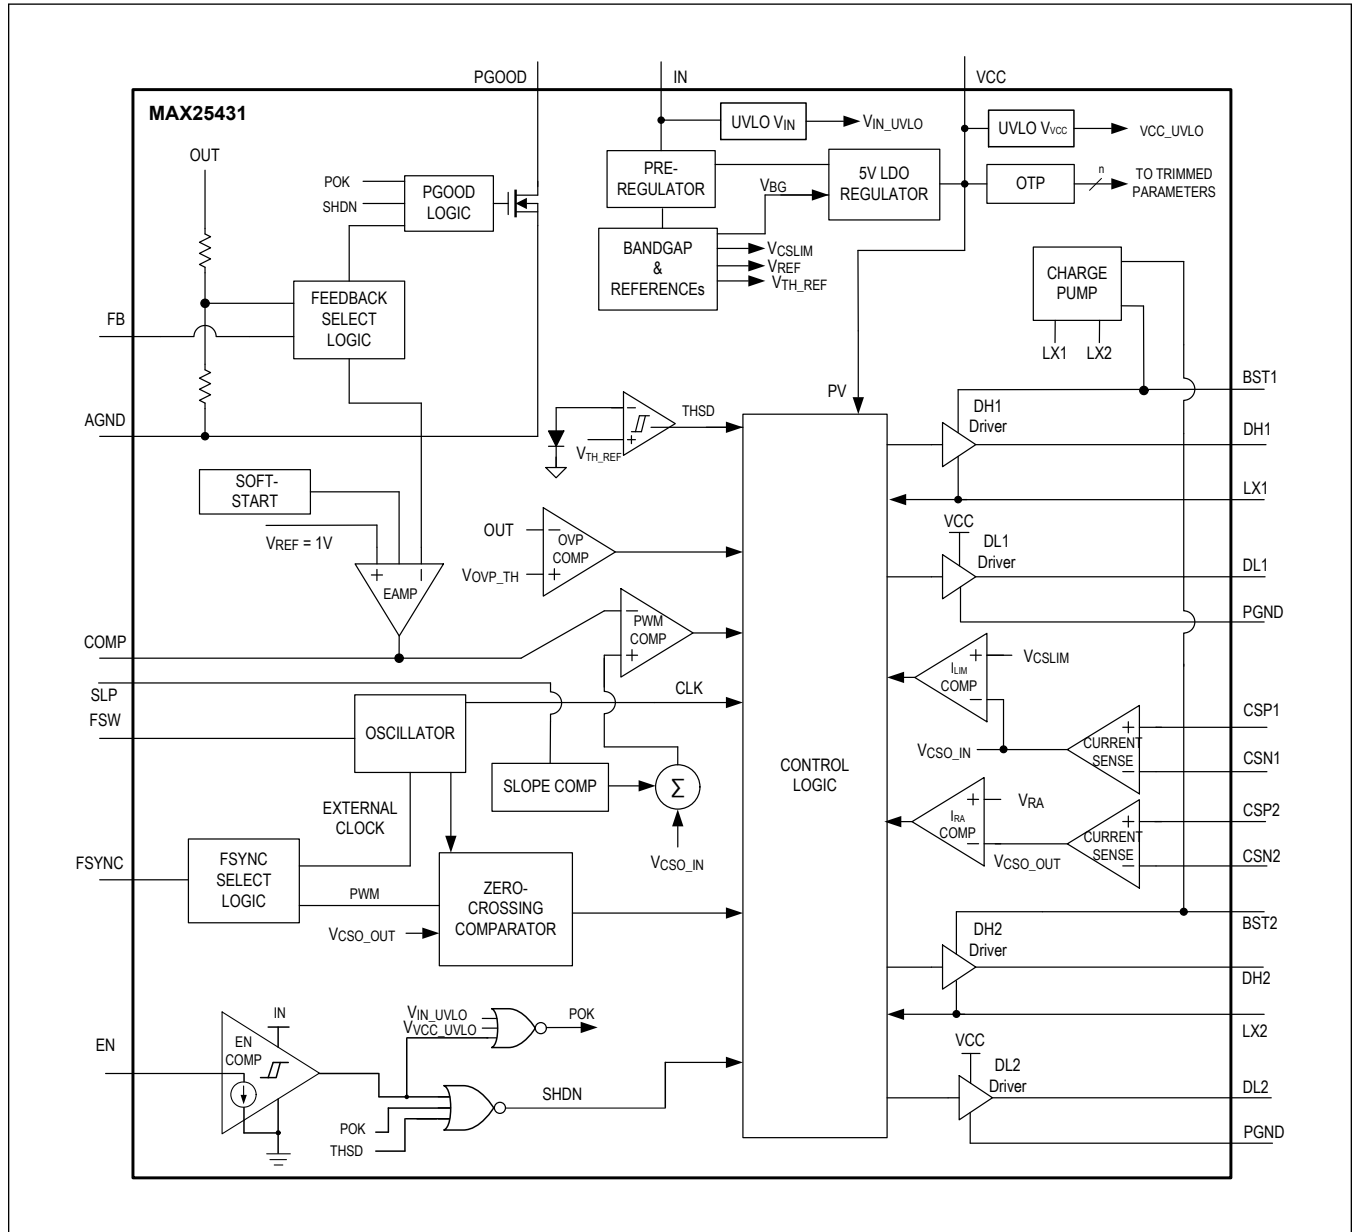 PGOOD
IN
VCC
MAX25431
OUT
POK
SHDN
PGOOD
LOGIC
UVLO VIN
VIN_UVLO
UVLO VVCC
VCC_UVLO
PRE-
REGULATOR
VBG
5V LDO
REGULATOR
OTP
n
TO TRIMMED
PARAMETERS
BANDGAP
&
REFERENCEs
VCSLIM
VREF
VTH_REF
CHARGE
PUMP
LX1
LX2
FB
FEEDBACK
SELECT
LOGIC
AGND
SOFT-
START
VREF = 1V
+
−
EAMP
−
+
THSD
VTH_REF
PV
OUT
−
OVP
COMP
VOVP_TH
+
−
PWM
COMP
+
COMP
SLP
FSW
OSCILLATOR
CLK
SLOPE COMP
Σ
VCSO_IN
EXTERNAL
CLOCK
FSYNC
FSYNC
SELECT
LOGIC
PWM
VCSO_OUT
ZERO-
CROSSING
COMPARATOR
CONTROL
LOGIC
BST1
DH1
Driver
DH1
LX1
VCC
DL1
Driver
DL1
PGND
+
VCSLIM
ILIM
COMP
−
VCSO_IN
+
CURRENT
SENSE
−
CSP1
CSN1
+
VRA
IRA
COMP
−
VCSO_OUT
+
CURRENT
SENSE
−
CSP2
CSN2
BST2
DH2
Driver
DH2
LX2
VCC
DL2
Driver
DL2
PGND
EN
IN
EN
COMP
VIN_UVLO
VVCC_UVLO
POK
POK
THSD
SHDN